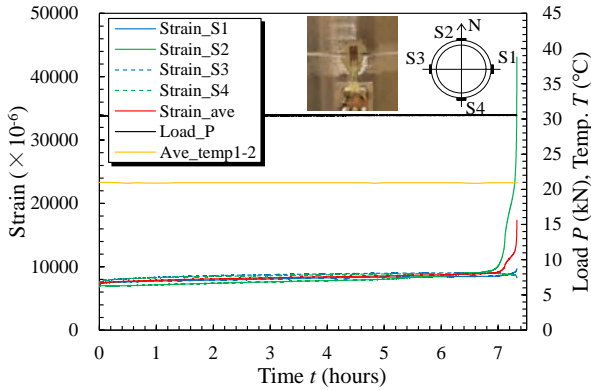 50000
40000
30000
20000
10000
0
Strain (×10⁻⁶)
Strain_S1
Strain_S2
Strain_S3
Strain_S4
Strain_ave
Load_P
Ave_temp1-2
N
S2
S3
S1
S4
45
40
35
30
25
20
15
10
5
0
Load P (kN), Temp. T (°C)
0 1 2 3 4 5 6 7
Time t (hours)